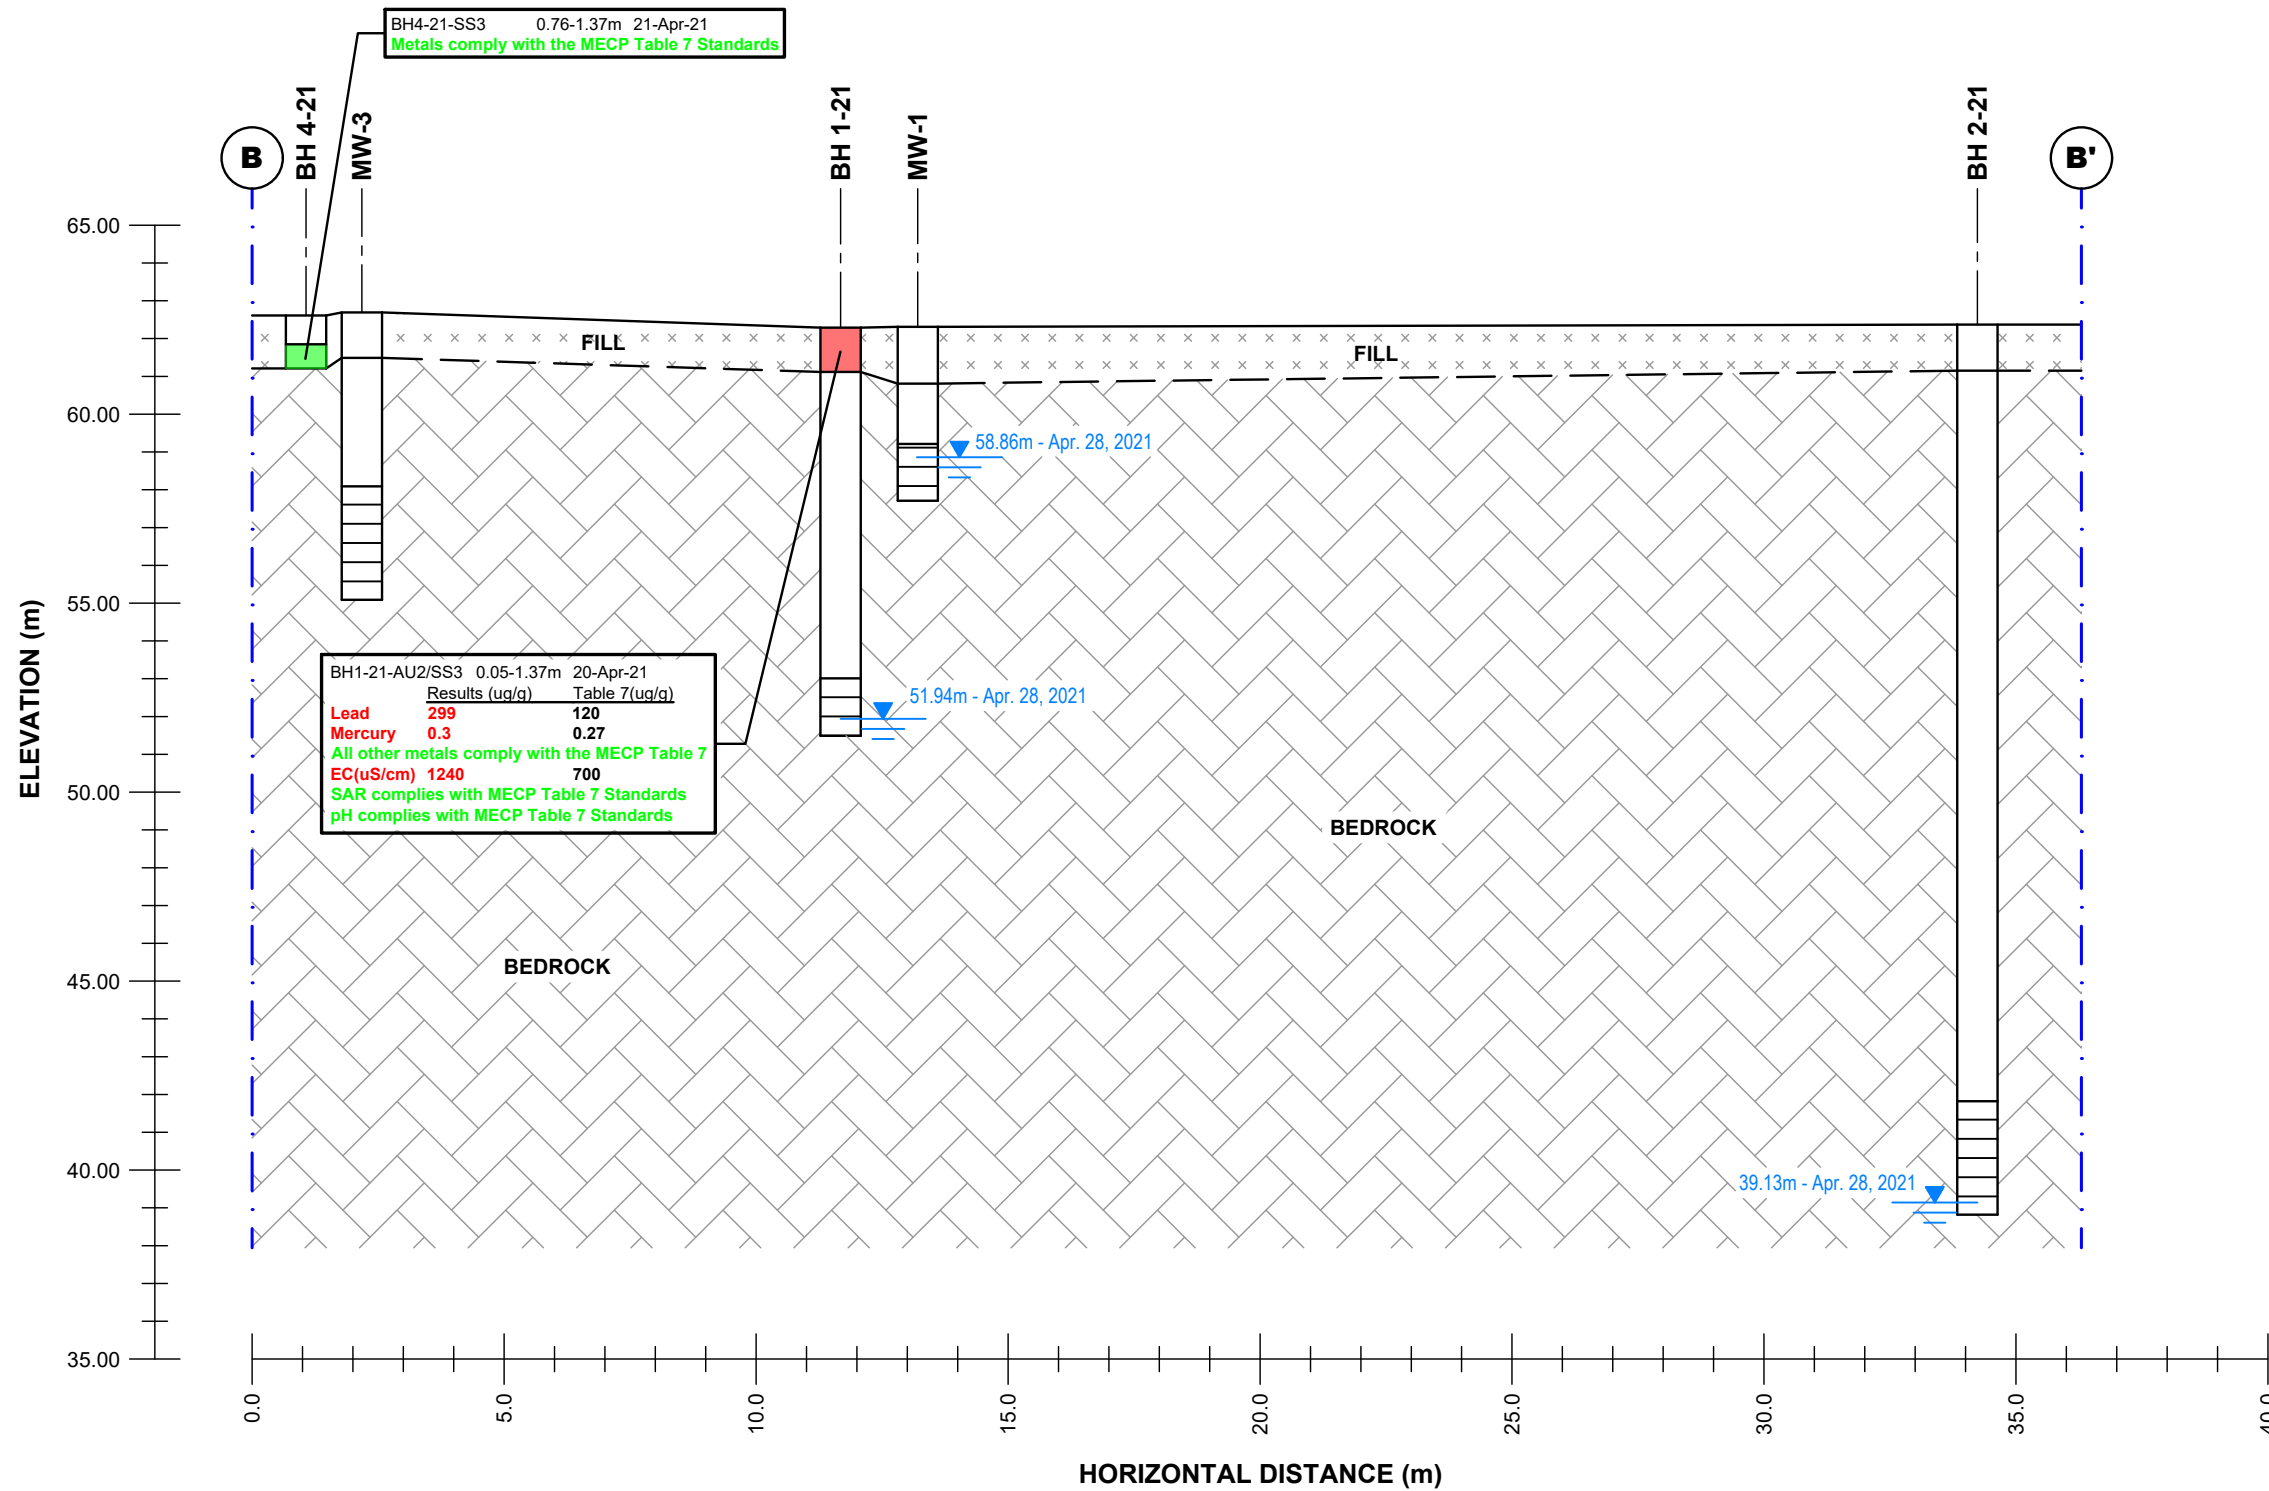 BH4-21-SS3 0.76-1.37m 21-Apr-21
Metals comply with the MECP Table 7 Standards
B
BH 4-21
MW-3
BH 1-21
MW-1
BH 2-21
B'
65.00
60.00
55.00
50.00
45.00
40.00
35.00
ELEVATION (m)
FILL
FILL
58.86m - Apr. 28, 2021
51.94m - Apr. 28, 2021
39.13m - Apr. 28, 2021
BH1-21-AU2/SS3 0.05-1.37m 20-Apr-21
Results (ug/g) Table 7(ug/g)
Lead 299 120
Mercury 0.3 0.27
All other metals comply with the MECP Table 7
EC(uS/cm) 1240 700
SAR complies with MECP Table 7 Standards
pH complies with MECP Table 7 Standards
BEDROCK
BEDROCK
0.0
5.0
10.0
15.0
20.0
25.0
30.0
35.0
40.0
HORIZONTAL DISTANCE (m)